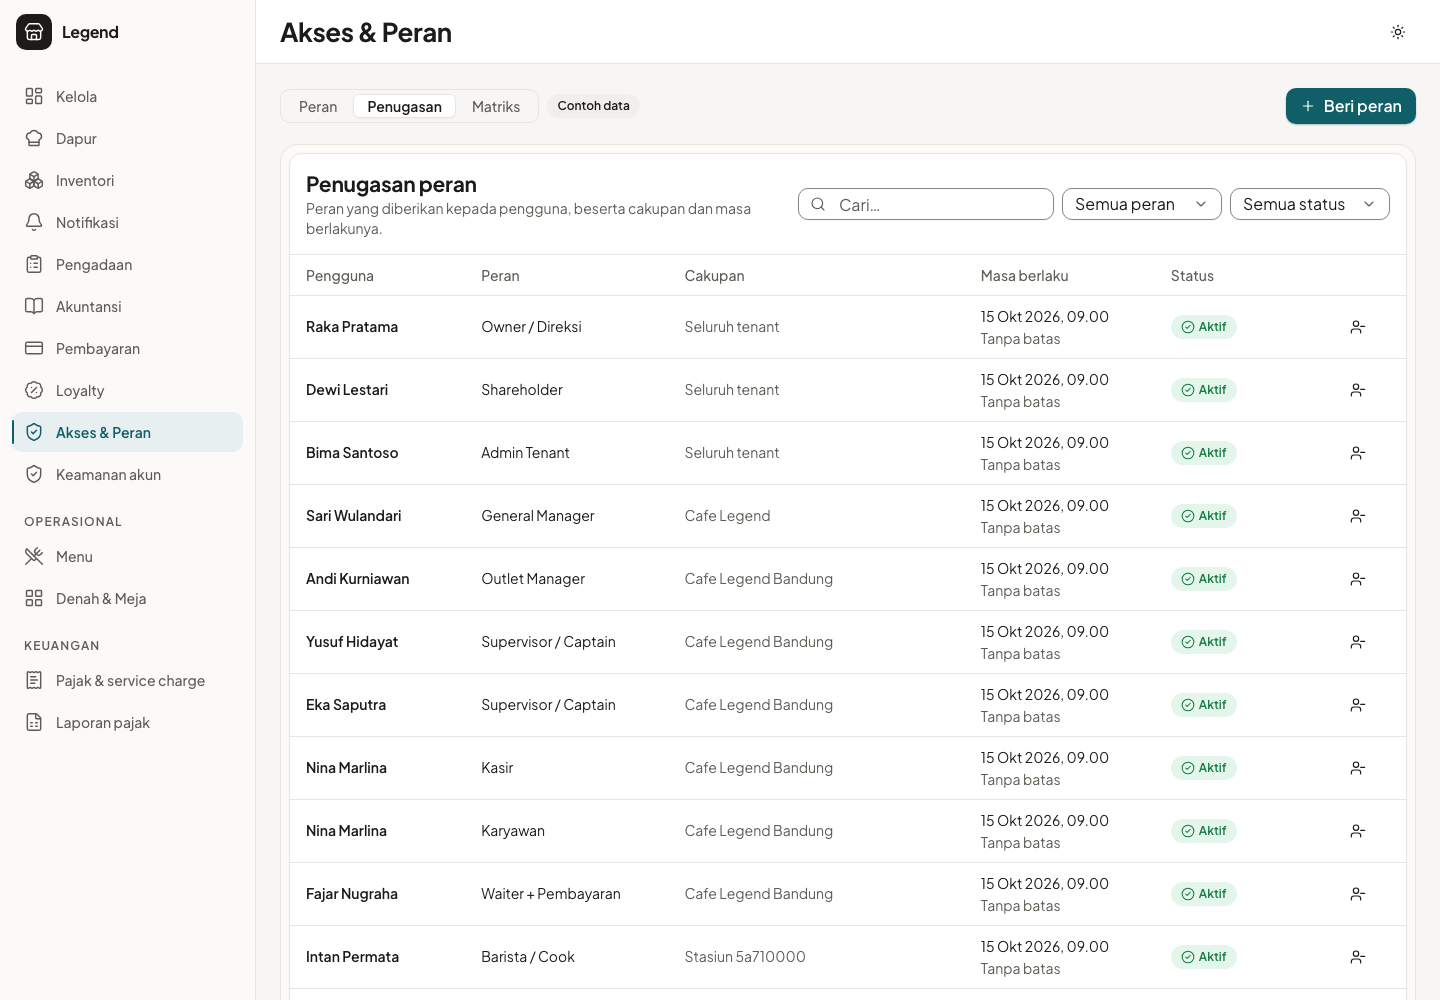 Legend
Akses & Peran
Kelola
Dapur
Inventori
Notifikasi
Pengadaan
Akuntansi
Pembayaran
Loyalty
Akses & Peran
Keamanan akun
OPERASIONAL
Menu
Denah & Meja
KEUANGAN
Pajak & service charge
Laporan pajak
Peran Penugasan Matriks Contoh data
Beri peran
Penugasan peran
Peran yang diberikan kepada pengguna, beserta cakupan dan masa
berlakunya.
Cari... Semua peran Semua status
Pengguna Peran Cakupan Masa berlaku Status
Raka Pratama Owner / Direksi Seluruh tenant 15 Okt 2026, 09.00 Aktif
Tanpa batas
Dewi Lestari Shareholder Seluruh tenant 15 Okt 2026, 09.00 Aktif
Tanpa batas
Bima Santoso Admin Tenant Seluruh tenant 15 Okt 2026, 09.00 Aktif
Tanpa batas
Sari Wulandari General Manager Cafe Legend 15 Okt 2026, 09.00 Aktif
Tanpa batas
Andi Kurniawan Outlet Manager Cafe Legend Bandung 15 Okt 2026, 09.00 Aktif
Tanpa batas
Yusuf Hidayat Supervisor / Captain Cafe Legend Bandung 15 Okt 2026, 09.00 Aktif
Tanpa batas
Eka Saputra Supervisor / Captain Cafe Legend Bandung 15 Okt 2026, 09.00 Aktif
Tanpa batas
Nina Marlina Kasir Cafe Legend Bandung 15 Okt 2026, 09.00 Aktif
Tanpa batas
Nina Marlina Karyawan Cafe Legend Bandung 15 Okt 2026, 09.00 Aktif
Tanpa batas
Fajar Nugraha Waiter + Pembayaran Cafe Legend Bandung 15 Okt 2026, 09.00 Aktif
Tanpa batas
Intan Permata Barista / Cook Stasiun 5a710000 15 Okt 2026, 09.00 Aktif
Tanpa batas